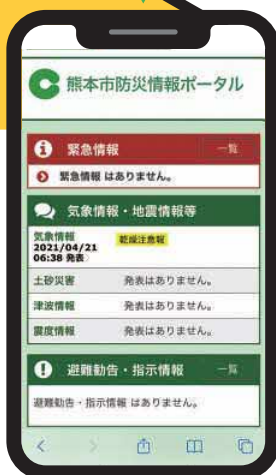 熊本市防災情報ポータル
緊急情報 一覧
緊急情報 はありません。
気象情報・地震情報等
気象情報
2021/04/21
06:38 発表
乾燥注意報
土砂災害 発表はありません。
津波情報 発表はありません。
震度情報 発表はありません。
避難勧告・指示情報 一覧
避難勧告・指示情報 はありません。